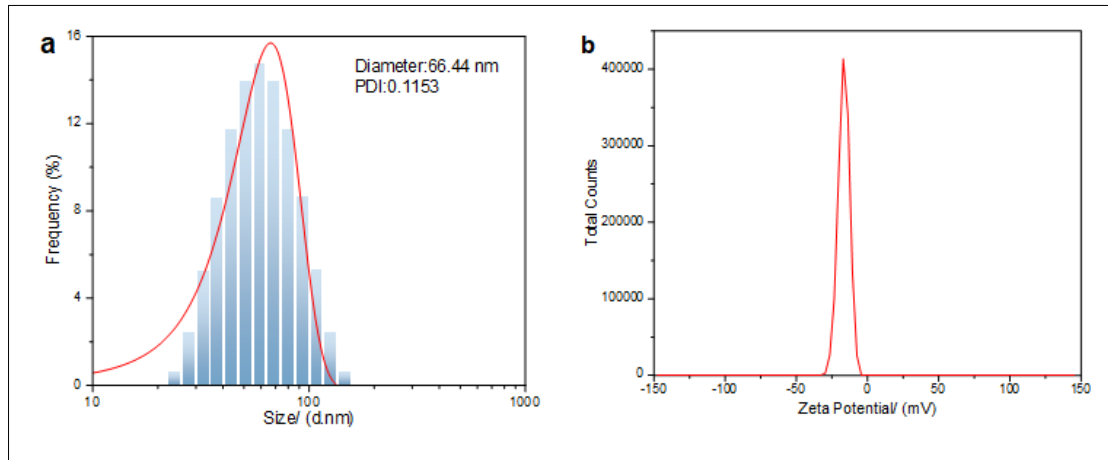 a
Diameter:66.44 nm
PDI:0.1153
16
12
8
4
0
Frequency (%)
10
100
1000
Size/ (d.nm)
b
400000
300000
200000
100000
0
Total Counts
-150
-100
-50
0
50
100
150
Zeta Potential/ (mV)